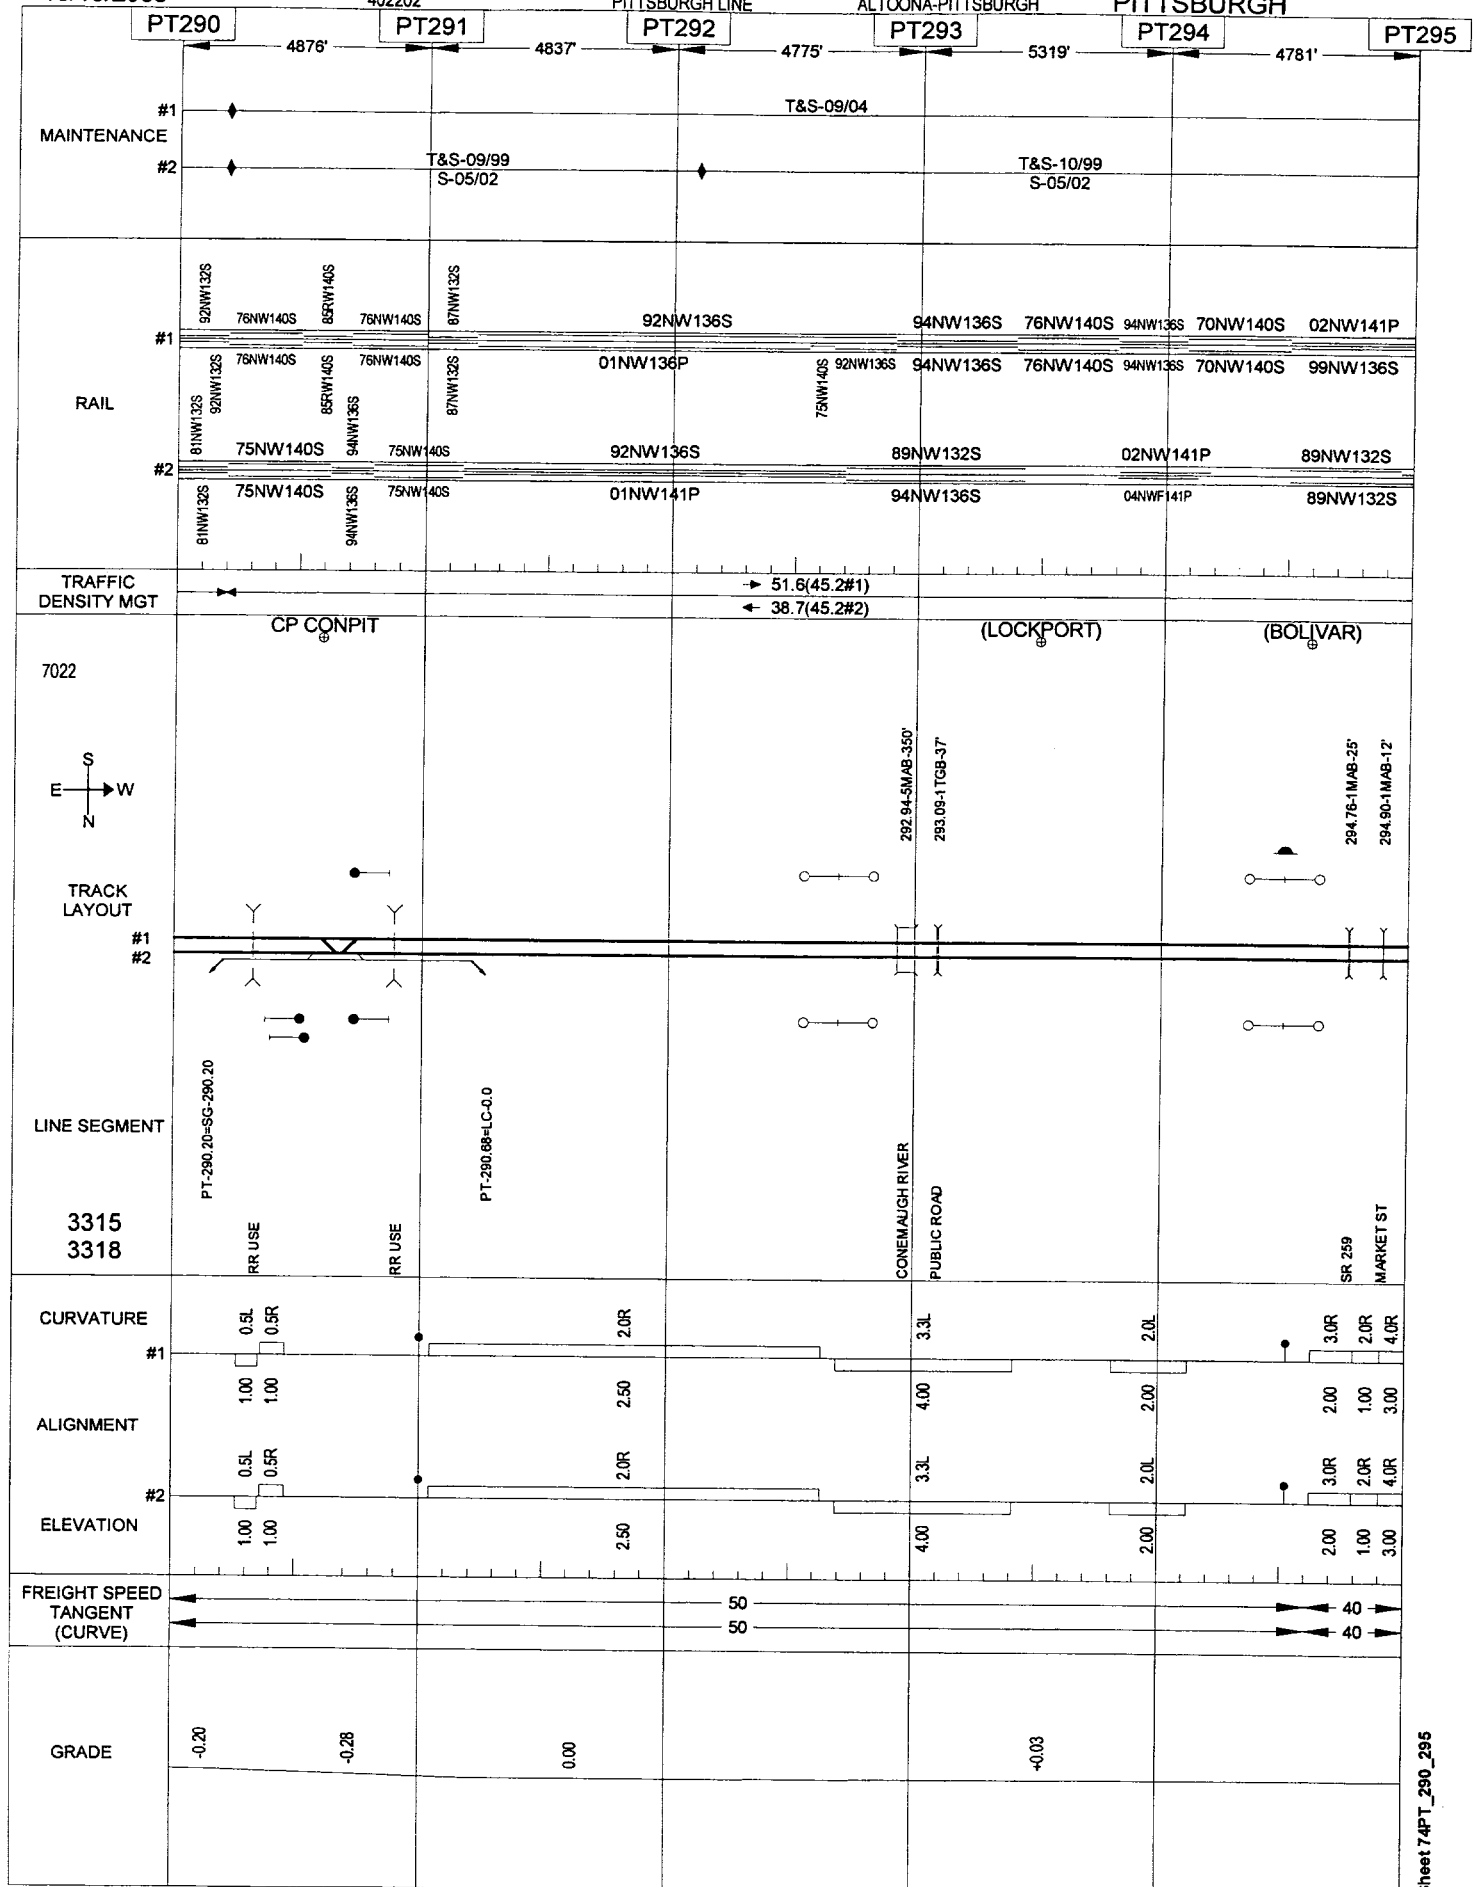 402202 PITTSBURGH LINE ALTOONA-PITTSBURGH PITTSBURGH
PT290 PT291 PT292 PT293 PT294 PT295
4876' 4837' 4775' 5319' 4781'
MAINTENANCE
#1
T&S-09/04
#2
T&S-09/99
S-05/02
T&S-10/99
S-05/02
RAIL
92NW132S 76NW140S 85RW140S 76NW140S 87NW132S 92NW136S 94NW136S 76NW140S 94NW136S 70NW140S 02NW141P
#1
92NW132S 76NW140S 85RW140S 76NW140S 87NW132S 01NW136P 75NW140S 92NW136S 94NW136S 76NW140S 94NW136S 70NW140S 99NW136S
81NW132S 75NW140S 94NW136S 75NW140S 92NW136S 89NW132S 02NW141P 89NW132S
#2
81NW132S 75NW140S 94NW136S 75NW140S 01NW141P 94NW136S 04NWF141P 89NW132S
TRAFFIC
DENSITY MGT
51.6(45.2#1)
38.7(45.2#2)
CP CONPIT (LOCKPORT) (BOLIVAR)
7022
S
E W
N
292.94-5MAB-350'
293.09-1TGB-37'
294.76-1MAB-25'
294.90-1MAB-12'
TRACK
LAYOUT
#1
#2
LINE SEGMENT
3315
3318
PT-290.20=SG-290.20
RR USE
RR USE
PT-290.68=LC-0.0
CONEMAUGH RIVER
PUBLIC ROAD
SR 259
MARKET ST
CURVATURE
0.5L 0.5R 2.0R 3.3L 2.0L 3.0R 2.0R 4.0R
#1
1.00 1.00 2.50 4.00 2.00 2.00 1.00 3.00
ALIGNMENT
0.5L 0.5R 2.0R 3.3L 2.0L 3.0R 2.0R 4.0R
#2
ELEVATION
1.00 1.00 2.50 4.00 2.00 2.00 1.00 3.00
FREIGHT SPEED
TANGENT
(CURVE)
50 40
50 40
GRADE
-0.20 -0.28 0.00 +0.03
74PT_290_295